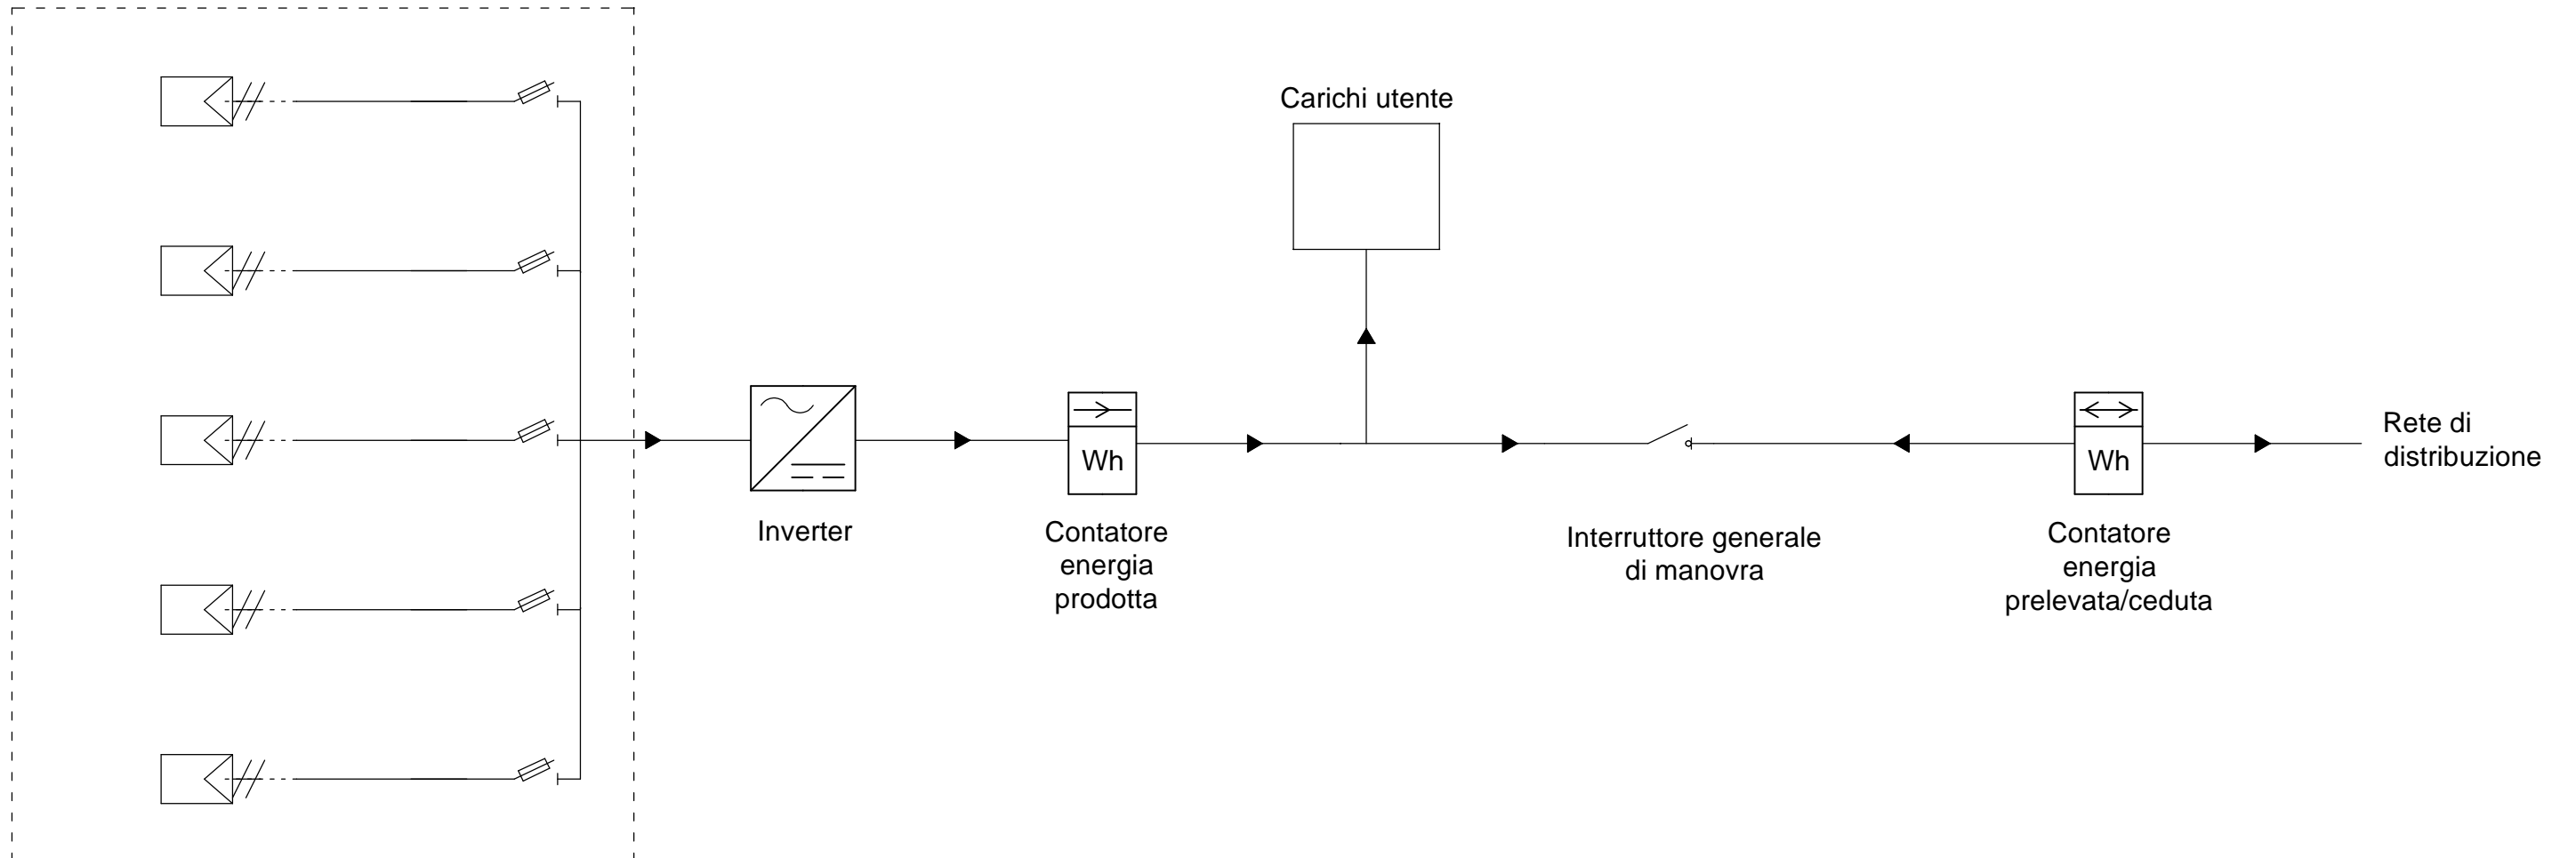 Carichi utente
Inverter
Wh
Contatore
energia
prodotta
Interruttore generale
di manovra
Wh
Contatore
energia
prelevata/ceduta
Rete di
distribuzione